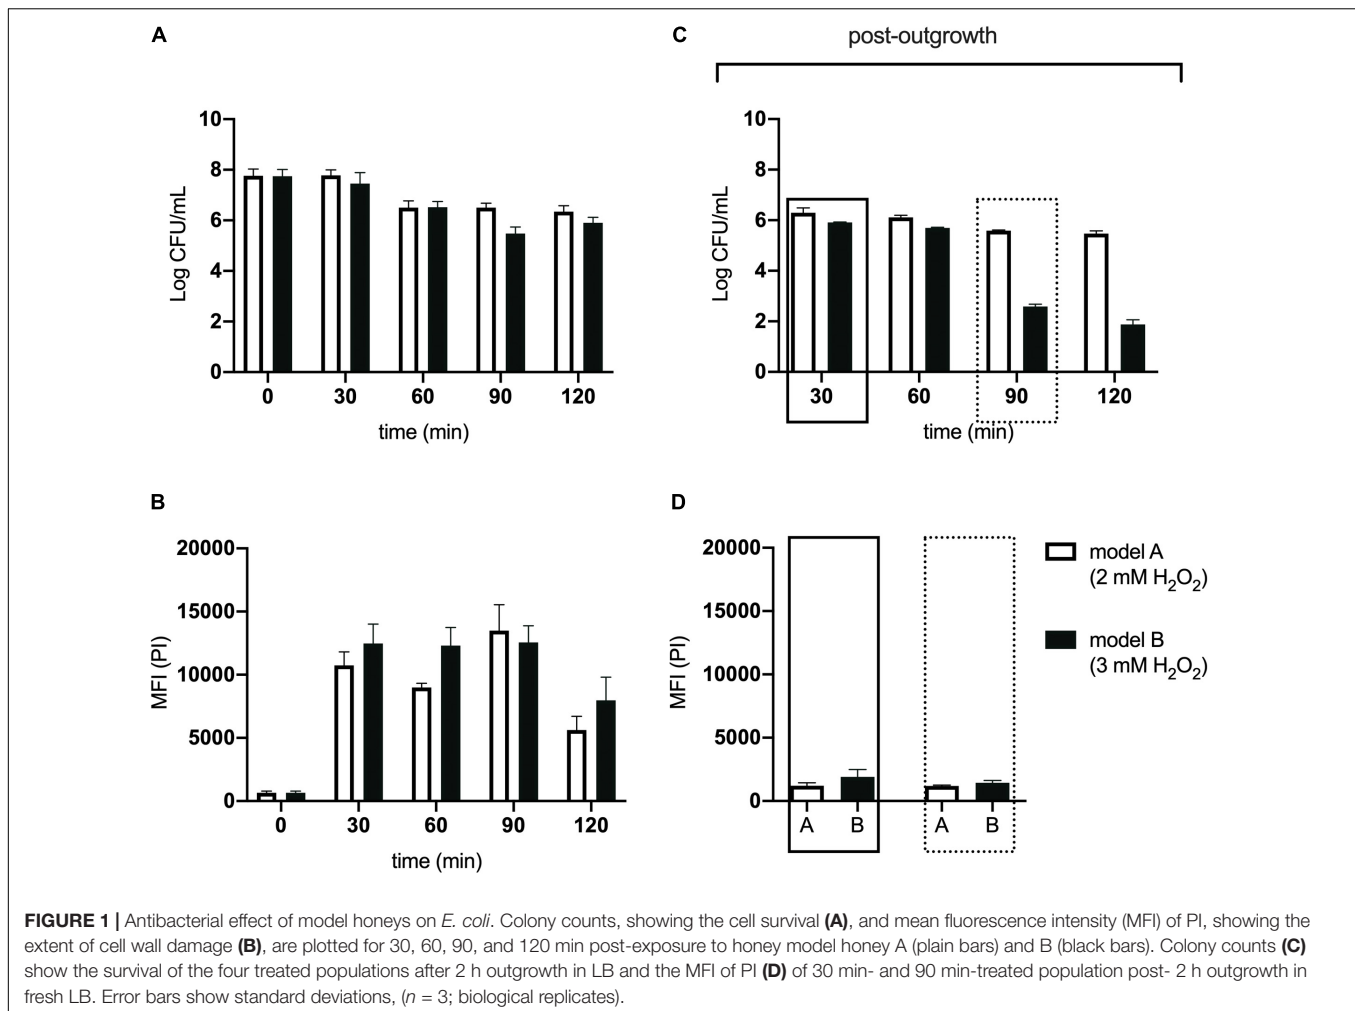 A
10
8
6
4
2
0
Log CFU/mL
0 30 60 90 120
time (min)
C
post-outgrowth
10
8
6
4
2
0
Log CFU/mL
30 60 90 120
time (min)
B
20000
15000
10000
5000
0
MFI (PI)
0 30 60 90 120
time (min)
D
20000
15000
10000
5000
0
MFI (PI)
A B A B
model A
(2 mM H₂O₂)
model B
(3 mM H₂O₂)
FIGURE 1 | Antibacterial effect of model honeys on E. coli. Colony counts, showing the cell survival (A), and mean fluorescence intensity (MFI) of PI, showing the
extent of cell wall damage (B), are plotted for 30, 60, 90, and 120 min post-exposure to honey model honey A (plain bars) and B (black bars). Colony counts (C)
show the survival of the four treated populations after 2 h outgrowth in LB and the MFI of PI (D) of 30 min- and 90 min-treated population post- 2 h outgrowth in
fresh LB. Error bars show standard deviations, (n = 3; biological replicates).